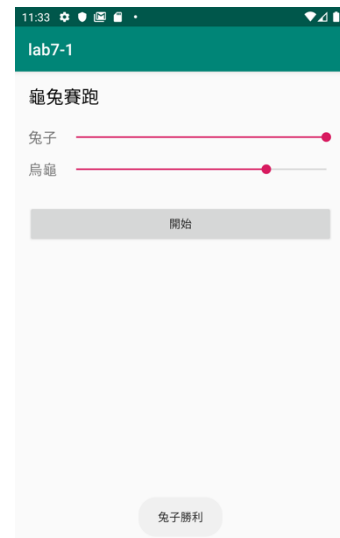 11:33
lab7-1
龜兔賽跑
兔子
烏龜
開始
兔子勝利